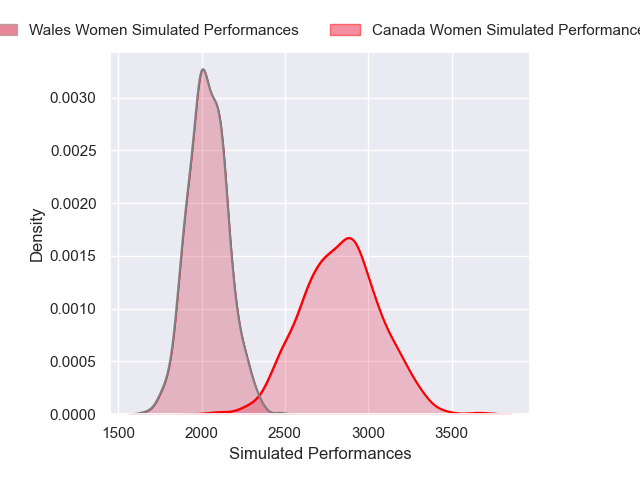 Wales Women Simulated Performances Canada Women Simulated Performance
0.0030
0.0025
0.0020
0.0015
0.0010
0.0005
0.0000
Density
1500 2000 2500 3000 3500
Simulated Performances